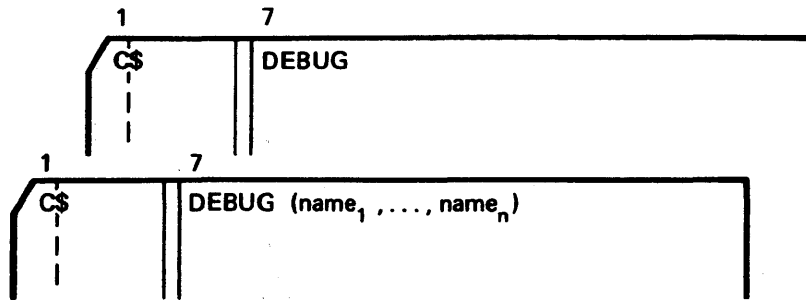 1 7
C$ DEBUG
1 7
C$ DEBUG (name₁ , . . . , nameₙ)